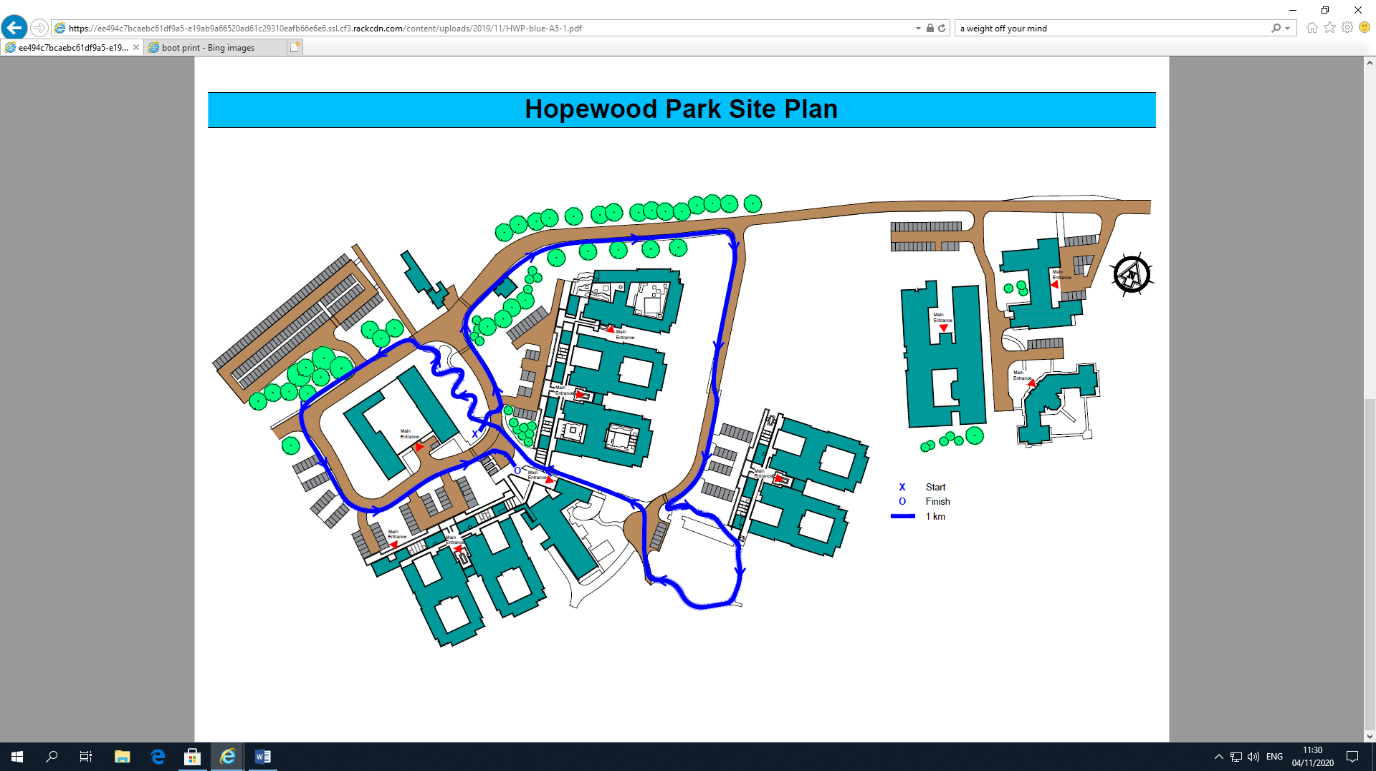 https://ee494c7bcaebc61df9a5-e19ab9a66520ad61c29310eafb66e6e6.ssl.cf3.rackcdn.com/content/uploads/2019/11/HWP-blue-A5-1.pdf
a weight off your mind
ee494c7bcaebc61df9a5-e19...
boot print - Bing images
Hopewood Park Site Plan
Main
Entrance
Main
Entrance
Main
Entrance
Main
Entrance
Main
Entrance
Main
Entrance
Main
Entrance
Main
Entrance
Main
Entrance
Main
Entrance
X
O
X Start
O Finish
1 km
ENG
11:30
04/11/2020